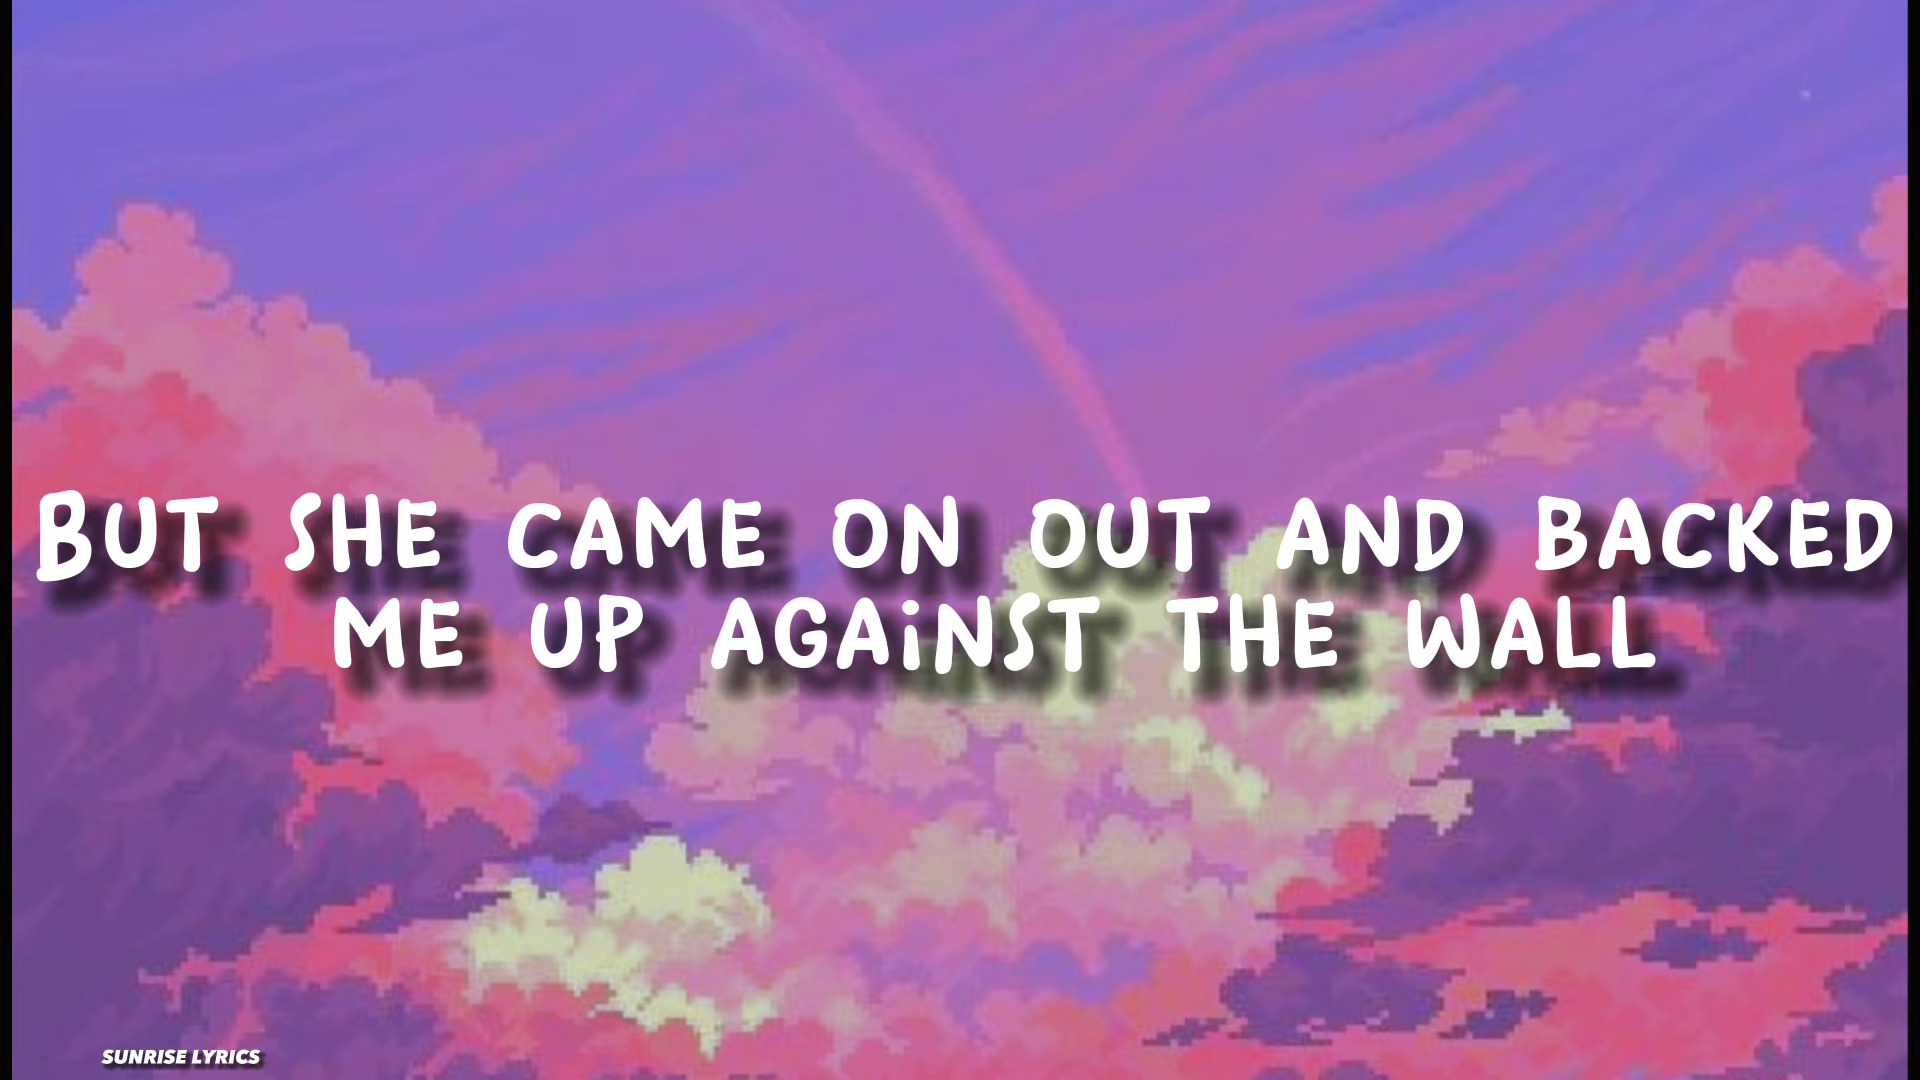 BUT SHE CAME ON OUT AND BACKED
ME UP AGAiNST THE WALL
SUNRISE LYRICS